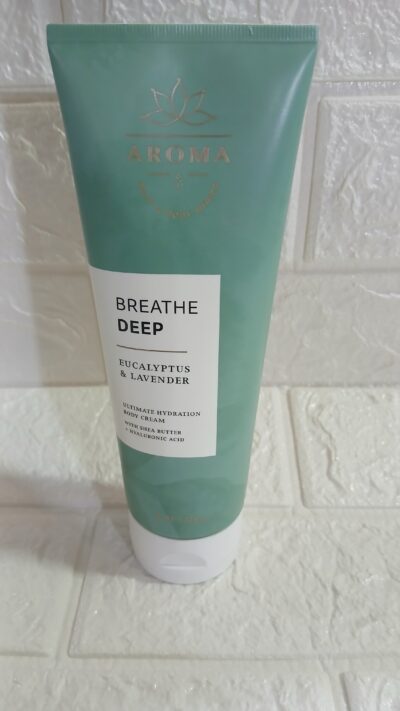 AROMA
BREATHE
DEEP
EUCALYPTUS
& LAVENDER
ULTIMATE HYDRATION
BODY CREAM
WITH SHEA BUTTER
+ HYALURONIC ACID